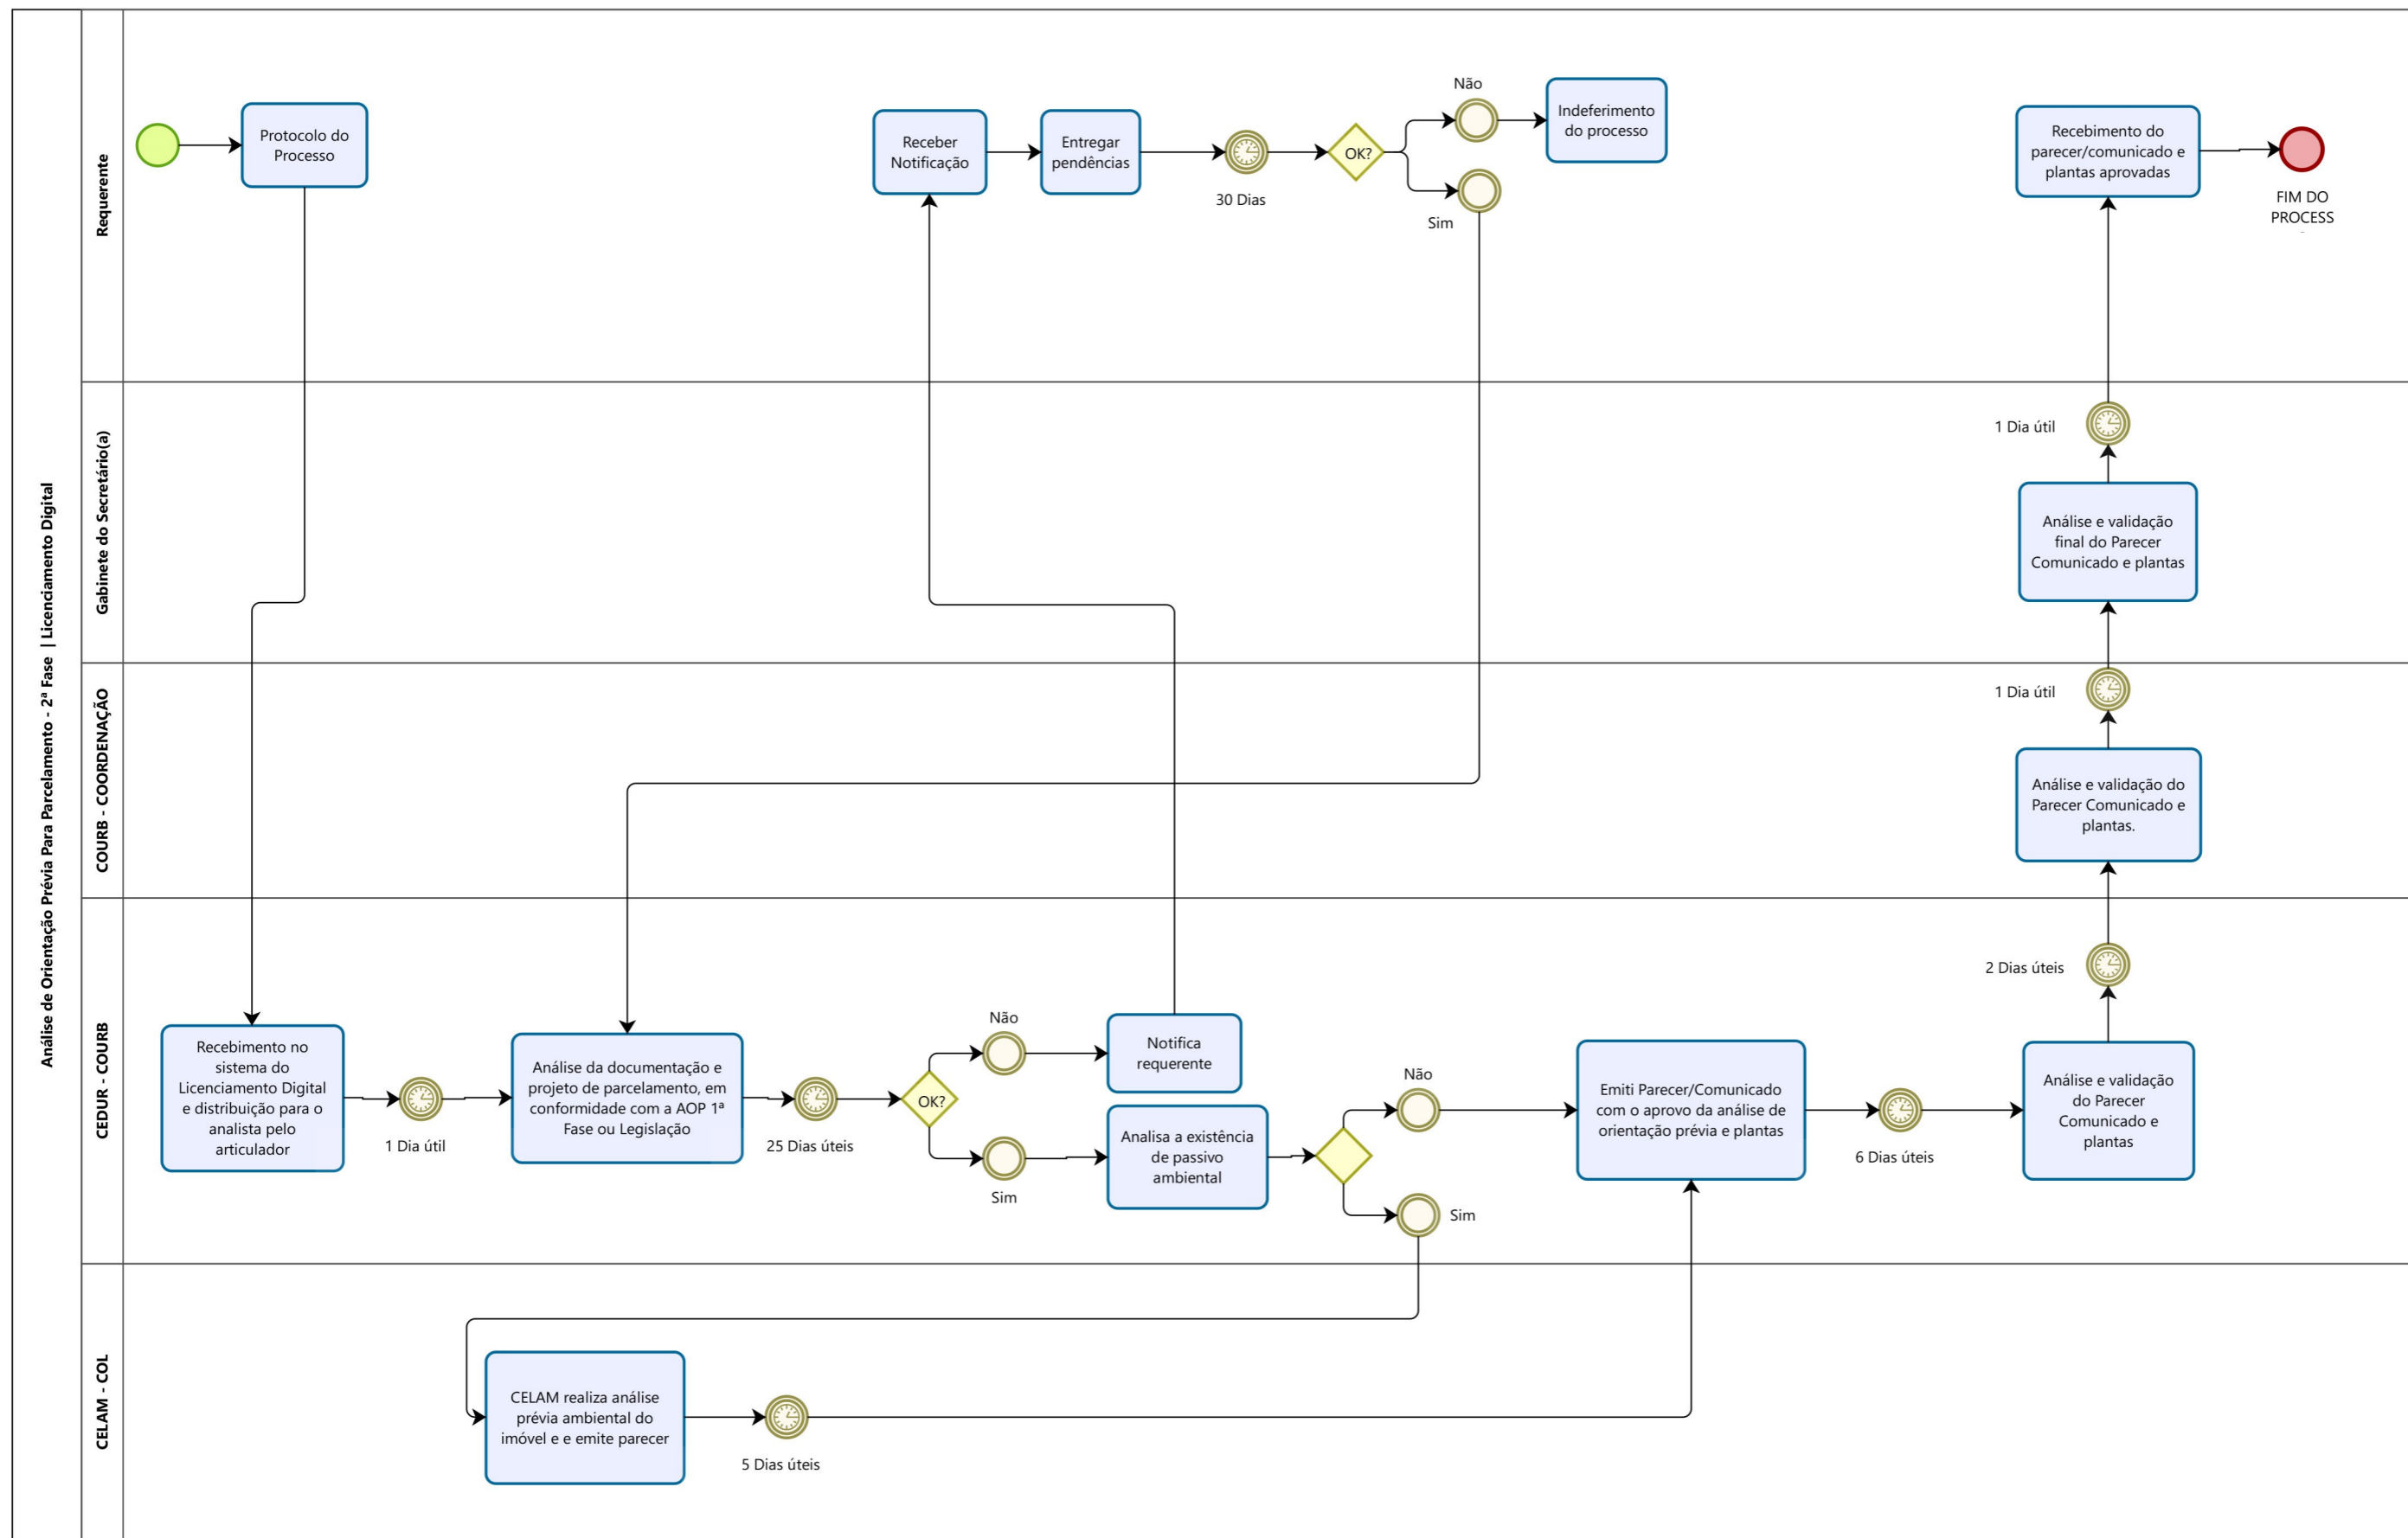 Análise de Orientação Prévia Para Parcelamento - 2ª Fase | Licenciamento Digital
Requerente
Protocolo do
Processo
Receber
Notificação
Entregar
pendências
30 Dias
OK?
Não
Sim
Indeferimento
do processo
Recebimento do
parecer/comunicado e
plantas aprovadas
FIM DO
PROCESS
Gabinete do Secretário(a)
1 Dia útil
Análise e validação
final do Parecer
Comunicado e plantas
COURB - COORDENAÇÃO
1 Dia útil
Análise e validação do
Parecer Comunicado e
plantas.
CEDUR - COURB
Recebimento no
sistema do
Licenciamento Digital
e distribuição para o
analista pelo
articulador
1 Dia útil
Análise da documentação e
projeto de parcelamento, em
conformidade com a AOP 1ª
Fase ou Legislação
25 Dias úteis
OK?
Não
Sim
Notifica
requerente
Analisa a existência
de passivo
ambiental
Não
Sim
Emiti Parecer/Comunicado
com o aprovo da análise de
orientação prévia e plantas
6 Dias úteis
Análise e validação
do Parecer
Comunicado e
plantas
2 Dias úteis
CELAM - COL
CELAM realiza análise
prévia ambiental do
imóvel e e emite parecer
5 Dias úteis